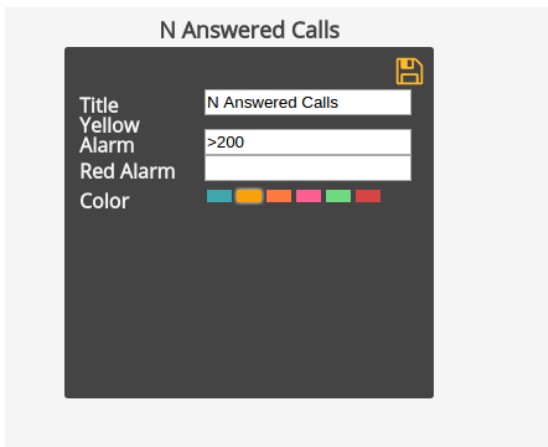 N Answered Calls
Title N Answered Calls
Yellow
Alarm >200
Red Alarm
Color